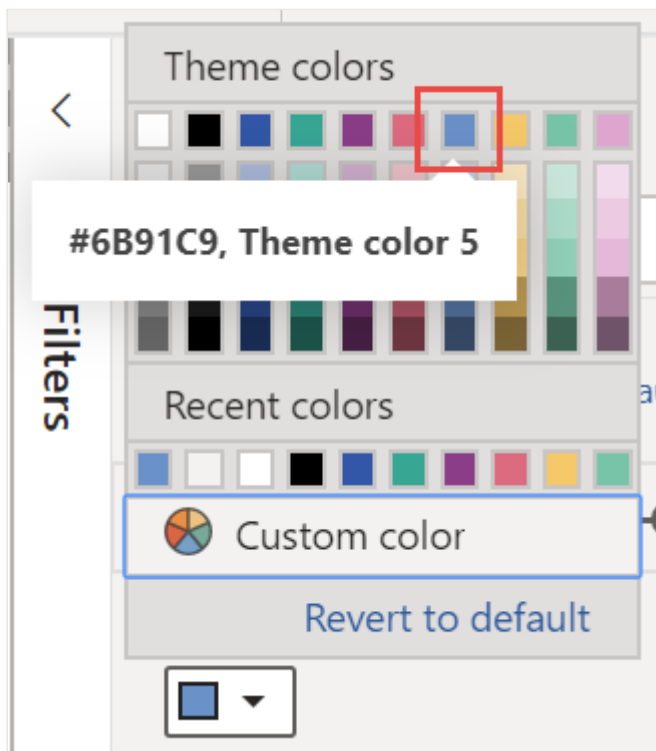 Theme colors
#6B91C9, Theme color 5
Filters
Recent colors
Custom color
Revert to default